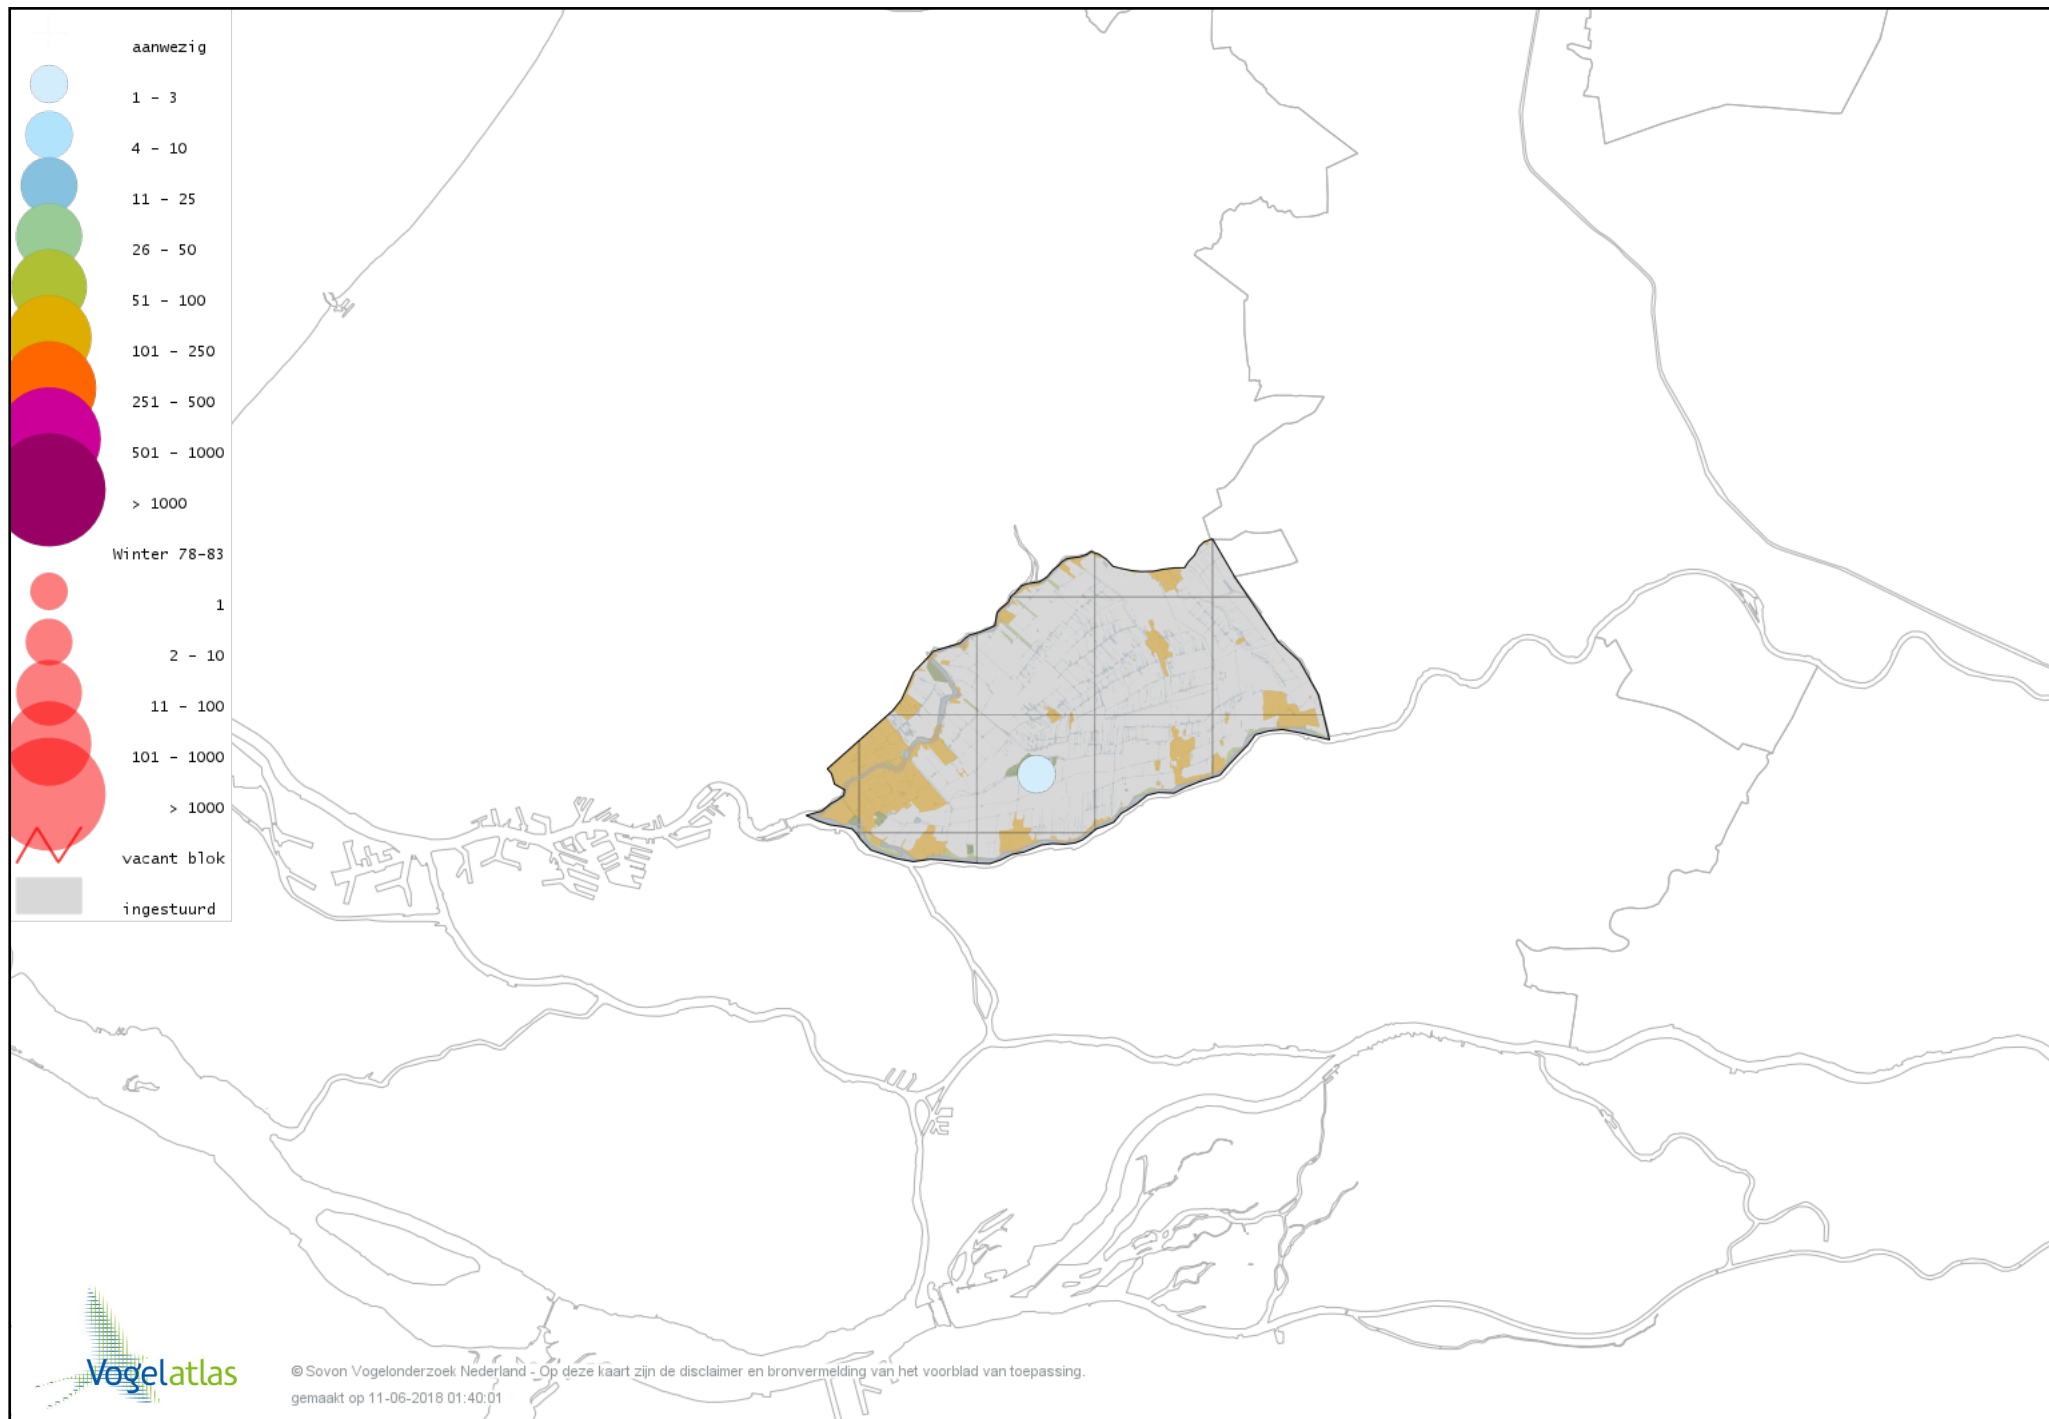 aanwezig
1 - 3
4 - 10
11 - 25
26 - 50
51 - 100
101 - 250
251 - 500
501 - 1000
> 1000
Winter 78-83
1
2 - 10
11 - 100
101 - 1000
> 1000
vacant blok
ingestuurd
Vogelatlas
© Sovon Vogelonderzoek Nederland - Op deze kaart zijn de disclaimer en bronvermelding van het voorblad van toepassing.
gemaakt op 11-06-2018 01:40:01